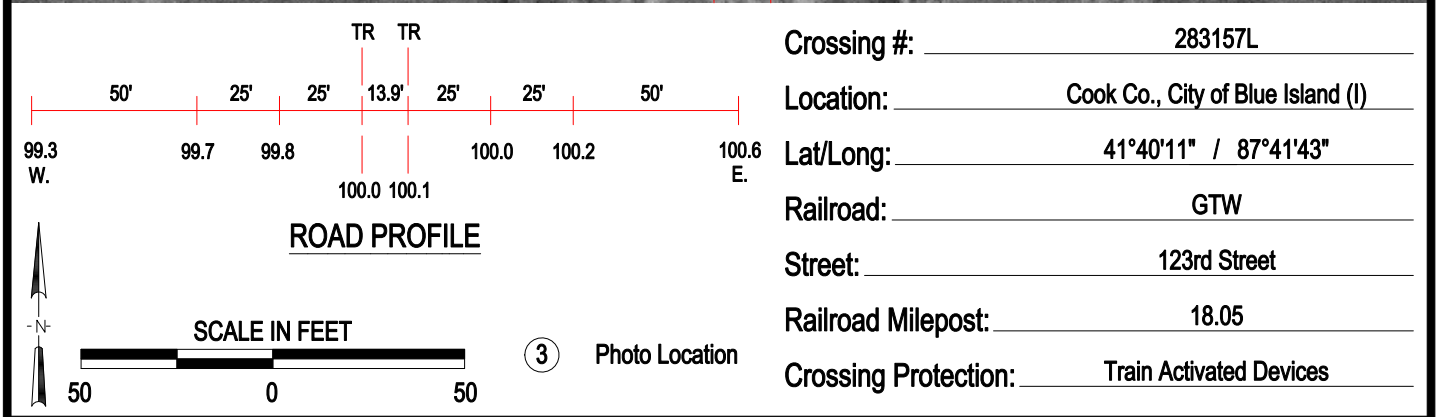 TR TR
50' 25' 25' 13.9' 25' 25' 50'
99.3 99.7 99.8 100.0 100.2 100.6
W. E.
100.0 100.1
ROAD PROFILE
-N-
SCALE IN FEET
50 0 50
3 Photo Location
Crossing #: 283157L
Location: Cook Co., City of Blue Island (I)
Lat/Long: 41°40'11" / 87°41'43"
Railroad: GTW
Street: 123rd Street
Railroad Milepost: 18.05
Crossing Protection: Train Activated Devices